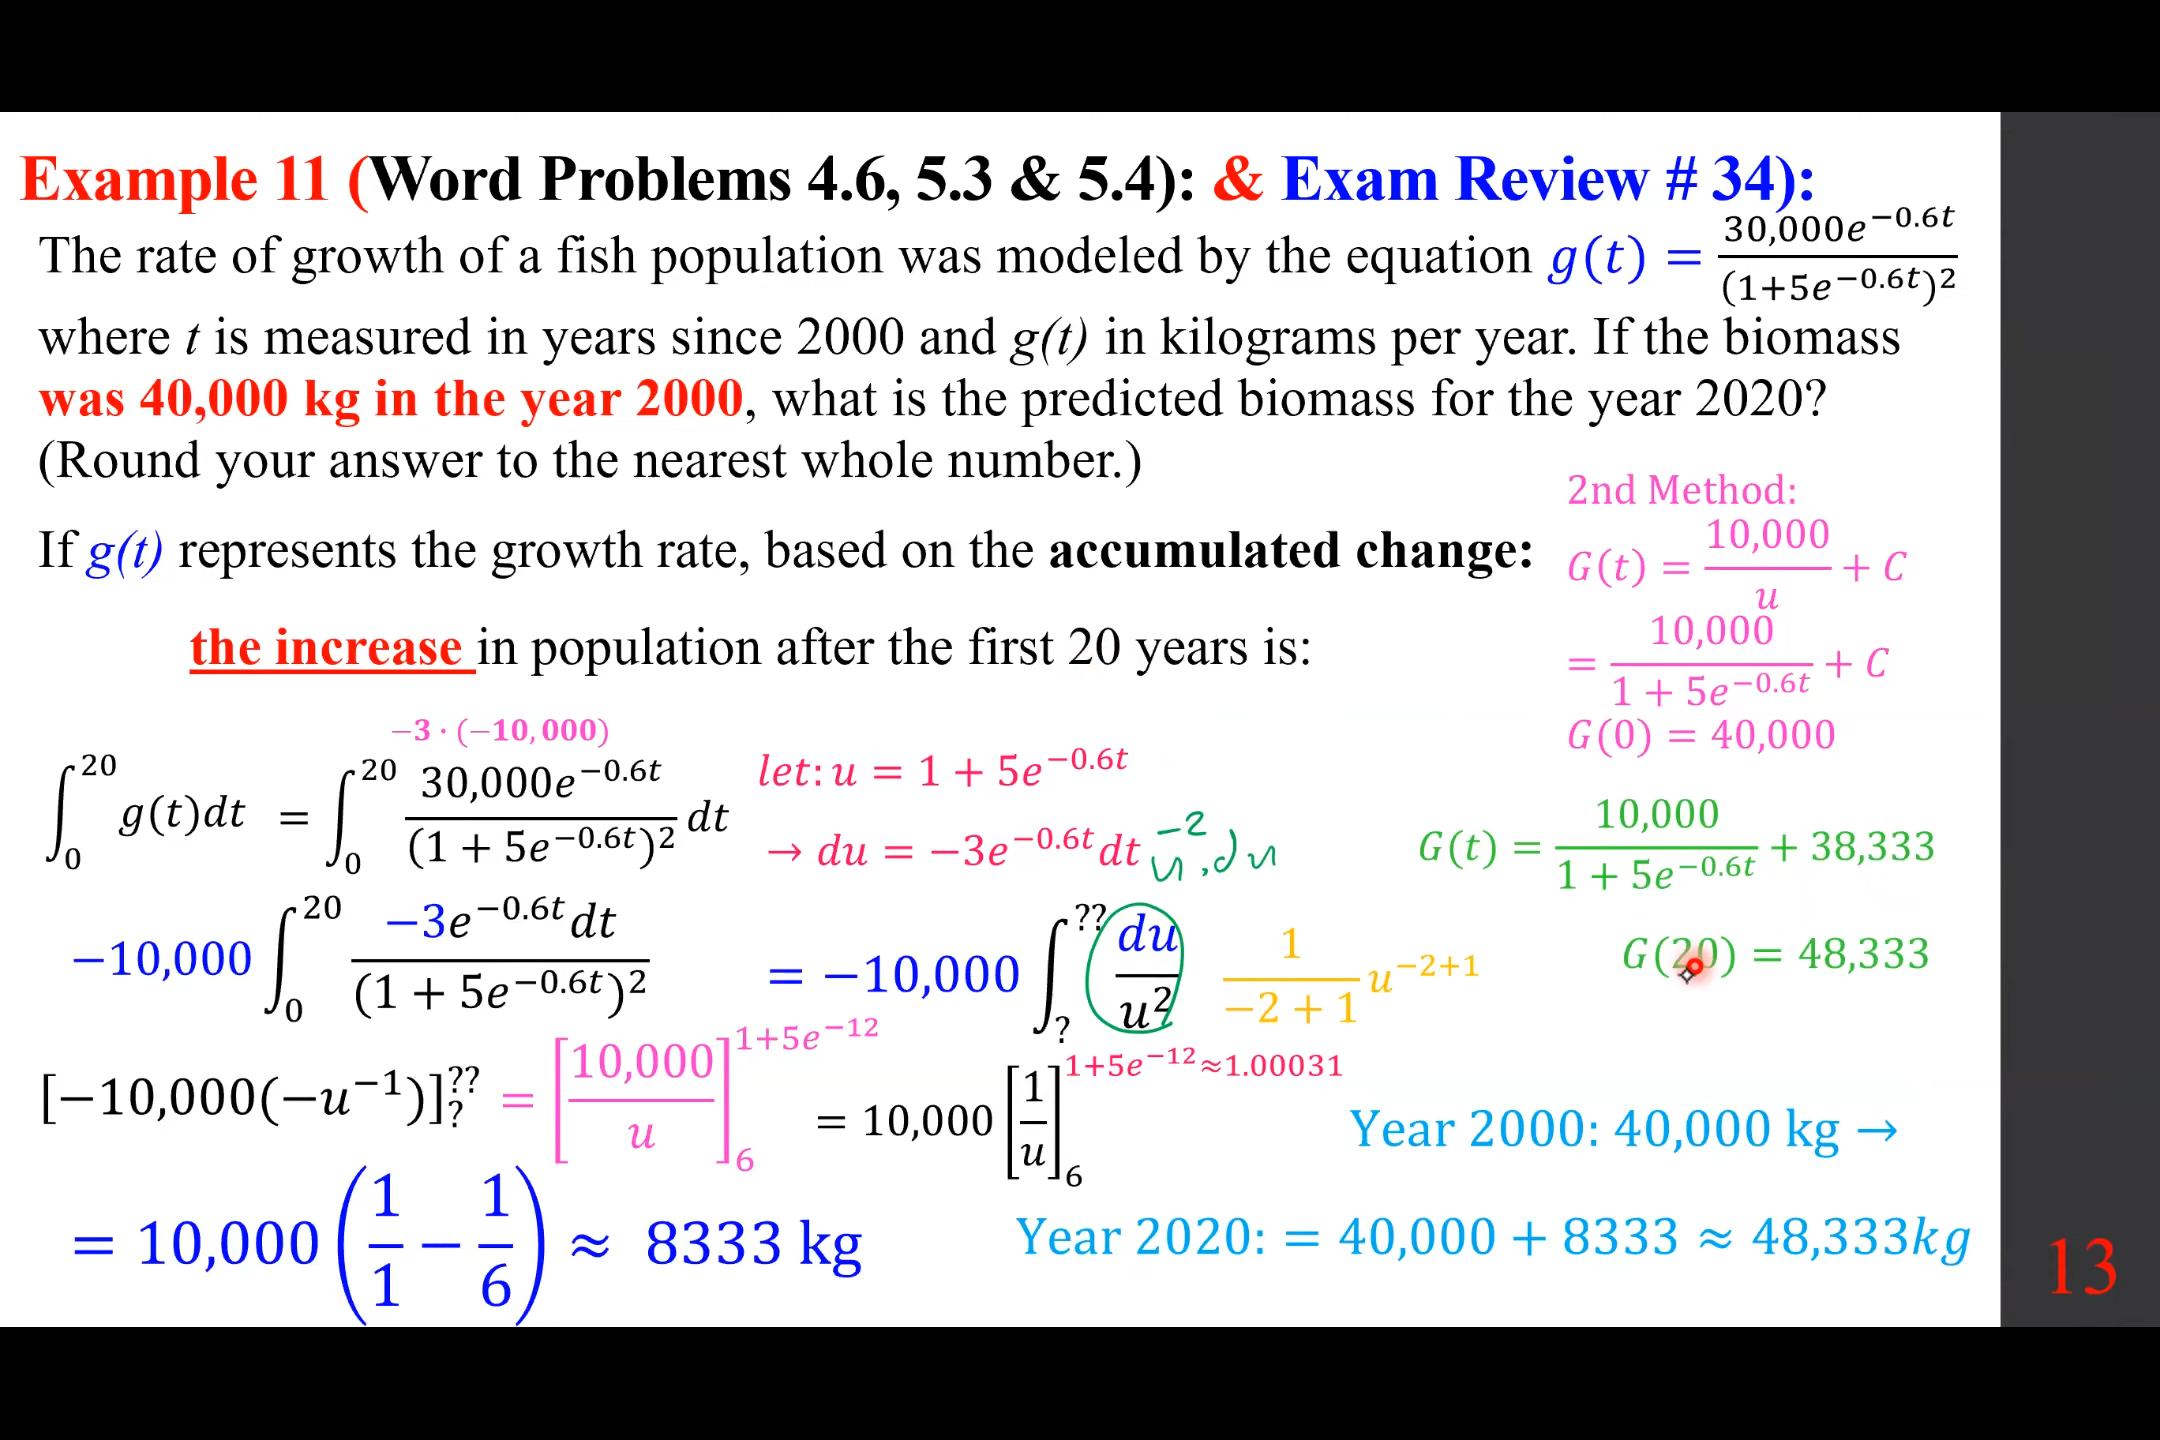 Example 11 (Word Problems 4.6, 5.3 & 5.4): & Exam Review # 34):
The rate of growth of a fish population was modeled by the equation g(t) = 30,000e^{−0.6t} / (1+5e^{−0.6t})^2
where t is measured in years since 2000 and g(t) in kilograms per year. If the biomass
was 40,000 kg in the year 2000, what is the predicted biomass for the year 2020?
(Round your answer to the nearest whole number.)
If g(t) represents the growth rate, based on the accumulated change:
the increase in population after the first 20 years is:
2nd Method:
G(t) = 10,000 / u + C
= 10,000 / (1 + 5e^{−0.6t}) + C
G(0) = 40,000
G(t) = 10,000 / (1 + 5e^{−0.6t}) + 38,333
G(20) = 48,333
−3 · (−10,000)
∫_0^{20} g(t)dt = ∫_0^{20} 30,000e^{−0.6t} / (1 + 5e^{−0.6t})^2 dt
let: u = 1 + 5e^{−0.6t}
→ du = −3e^{−0.6t}dt
u^{−2} . du
−10,000 ∫_0^{20} −3e^{−0.6t}dt / (1 + 5e^{−0.6t})^2
= −10,000 ∫_?^{??} du / u^2
1 / (−2 + 1) u^{−2+1}
[−10,000(−u^{−1})]_?^{??} = [10,000 / u]_6^{1+5e^{−12}}
= 10,000 [1 / u]_6^{1+5e^{−12}≈1.00031}
= 10,000 (1/1 − 1/6) ≈ 8333 kg
Year 2000: 40,000 kg →
Year 2020: = 40,000 + 8333 ≈ 48,333kg
13